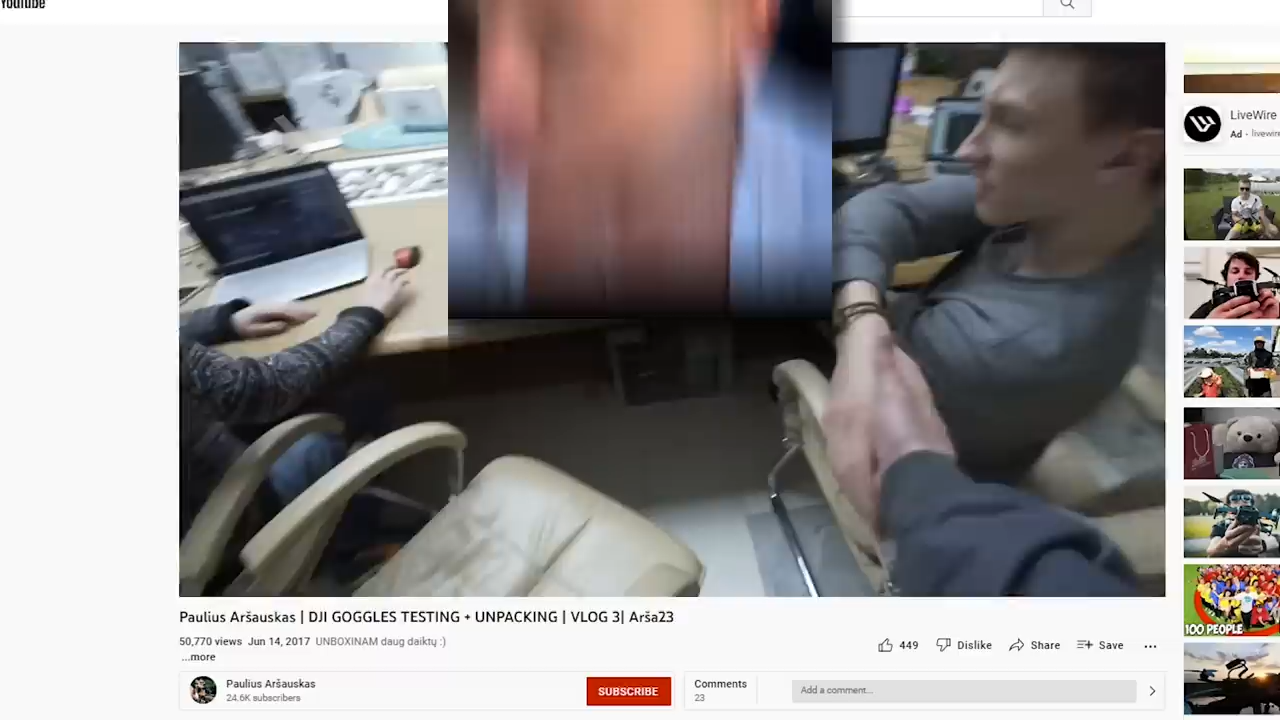 YouTube
LiveWire
Ad · livewire
100 PEOPLE
Paulius Aršauskas | DJI GOGGLES TESTING + UNPACKING | VLOG 3| Arša23
50,770 views Jun 14, 2017 UNBOXINAM daug daiktų :)
...more
449 Dislike Share Save
Paulius Aršauskas
24.6K subscribers
SUBSCRIBE
Comments
23
Add a comment...